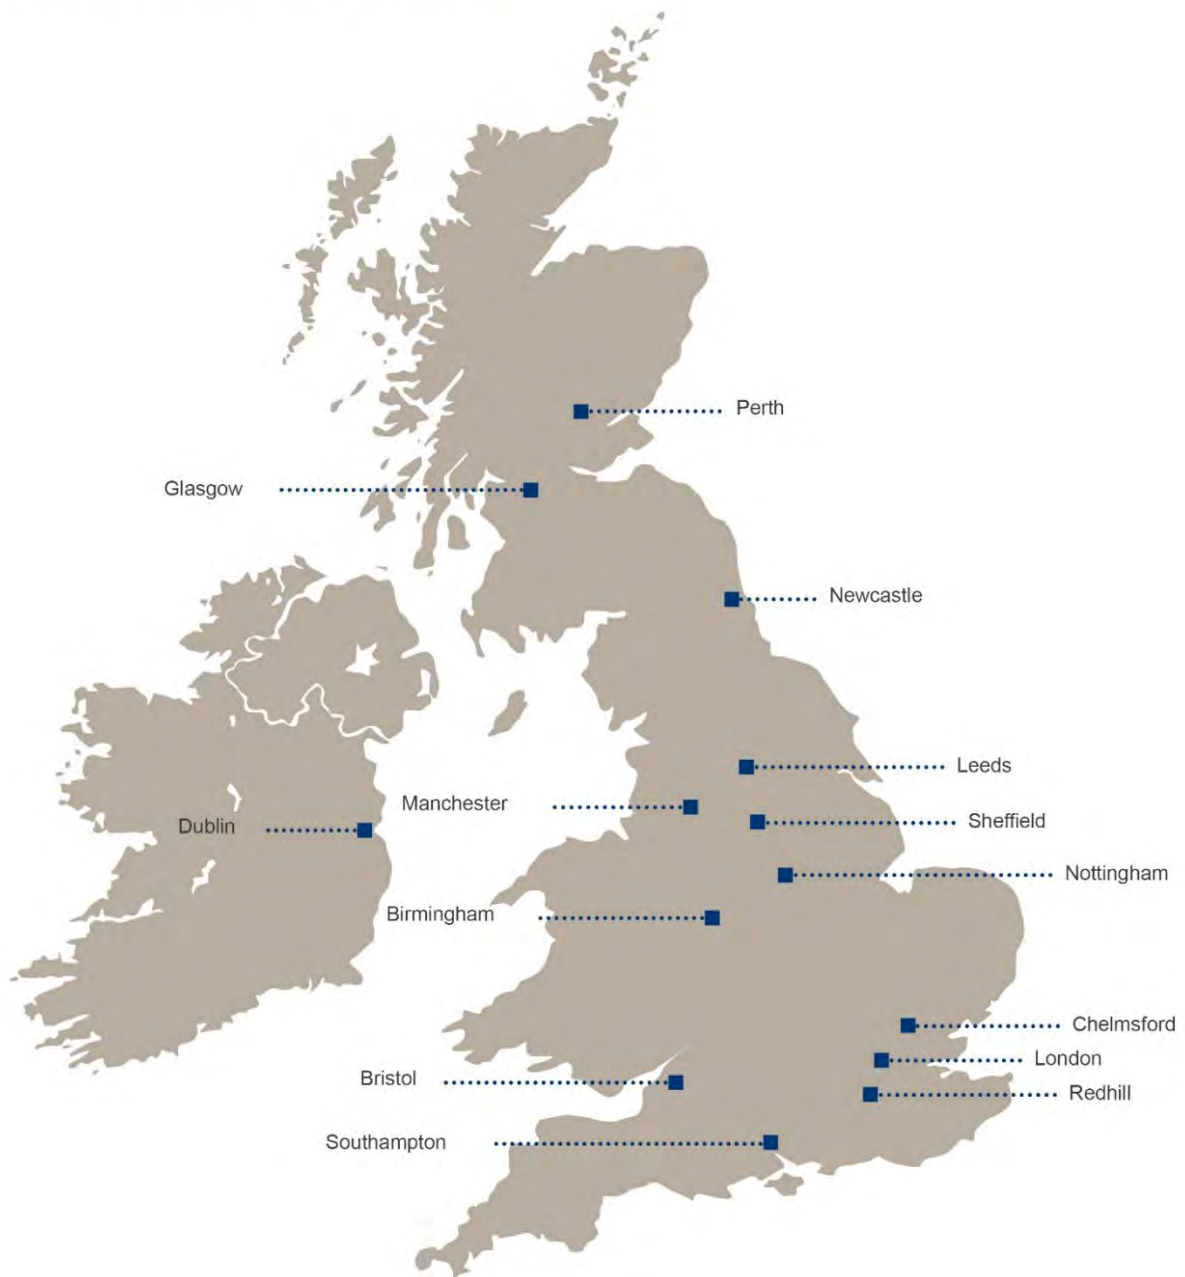 Perth
Glasgow
Newcastle
Leeds
Manchester
Sheffield
Dublin
Nottingham
Birmingham
Chelmsford
London
Bristol
Redhill
Southampton